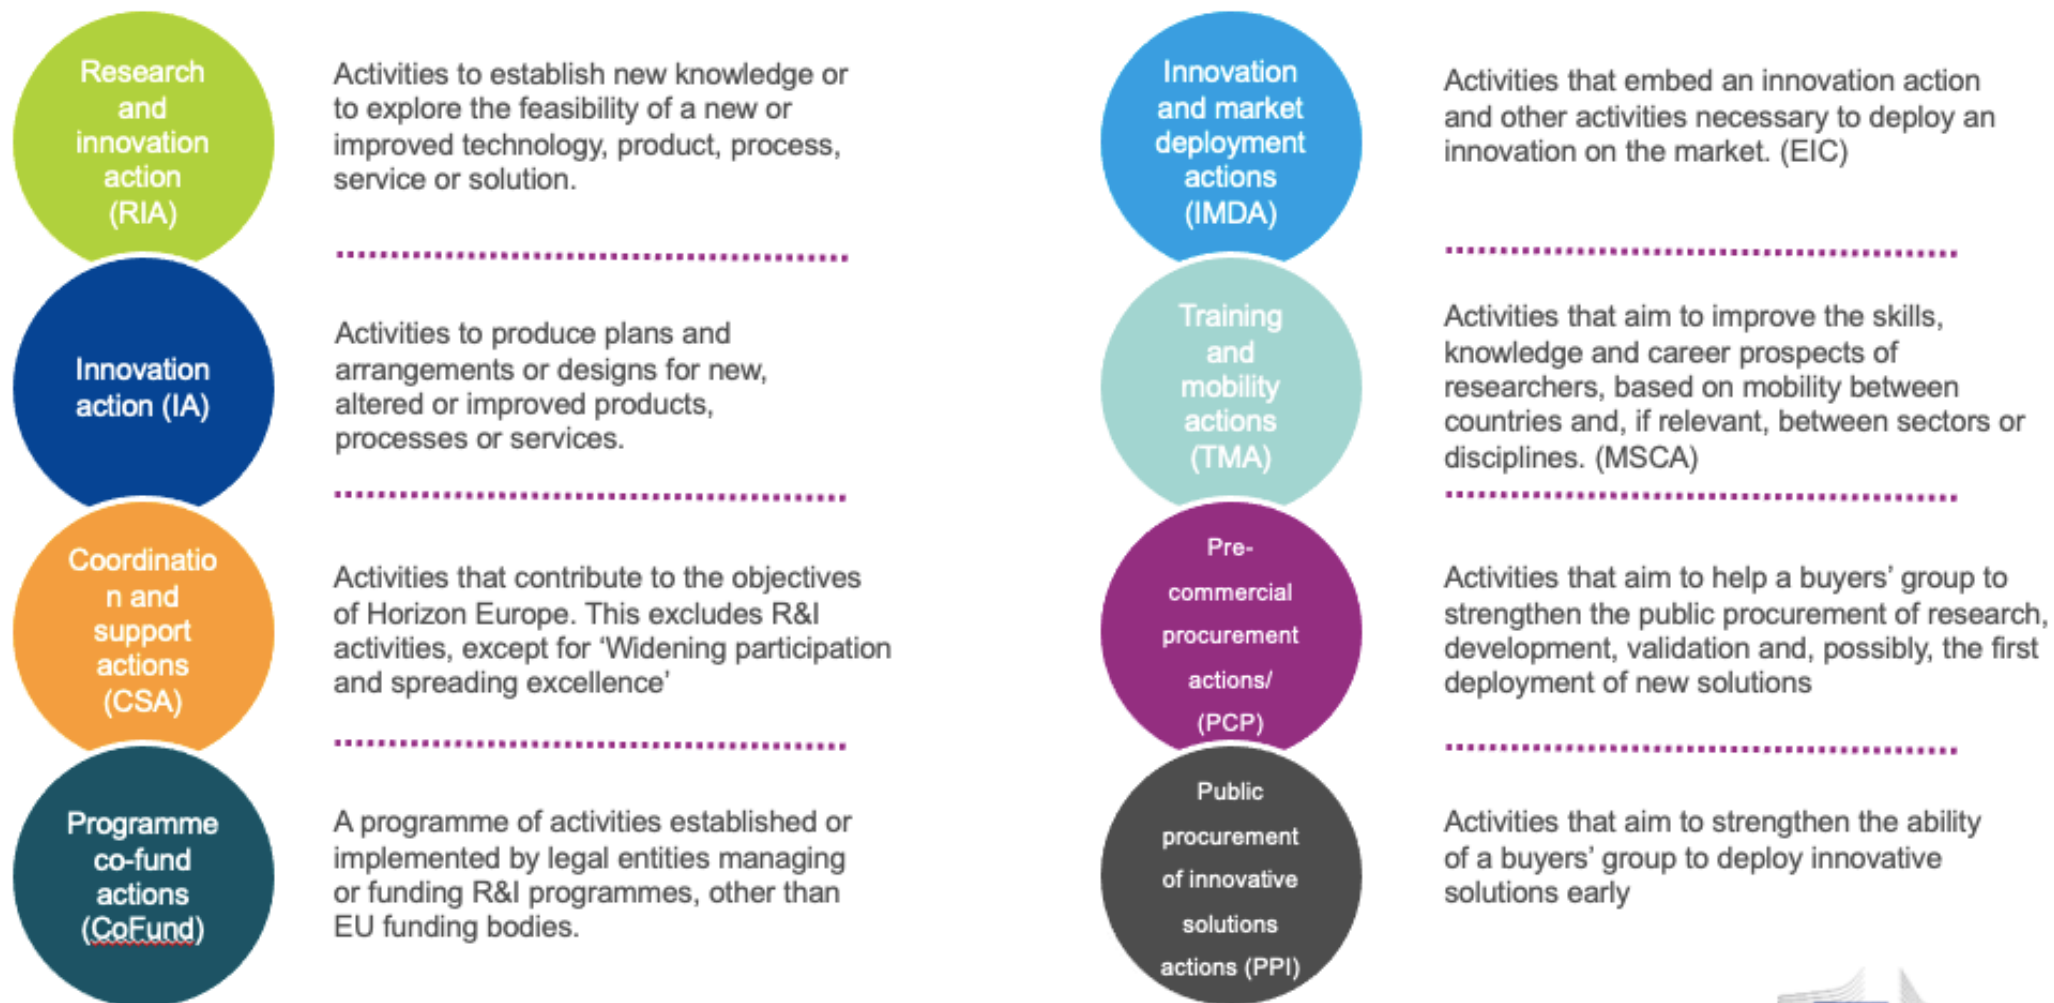 Research
and
innovation
action
(RIA)
Activities to establish new knowledge or
to explore the feasibility of a new or
improved technology, product, process,
service or solution.
Innovation
action (IA)
Activities to produce plans and
arrangements or designs for new,
altered or improved products,
processes or services.
Coordinatio
n and
support
actions
(CSA)
Activities that contribute to the objectives
of Horizon Europe. This excludes R&I
activities, except for ‘Widening participation
and spreading excellence’
Programme
co-fund
actions
(CoFund)
A programme of activities established or
implemented by legal entities managing
or funding R&I programmes, other than
EU funding bodies.
Innovation
and market
deployment
actions
(IMDA)
Activities that embed an innovation action
and other activities necessary to deploy an
innovation on the market. (EIC)
Training
and
mobility
actions
(TMA)
Activities that aim to improve the skills,
knowledge and career prospects of
researchers, based on mobility between
countries and, if relevant, between sectors or
disciplines. (MSCA)
Pre-
commercial
procurement
actions/
(PCP)
Activities that aim to help a buyers’ group to
strengthen the public procurement of research,
development, validation and, possibly, the first
deployment of new solutions
Public
procurement
of innovative
solutions
actions (PPI)
Activities that aim to strengthen the ability
of a buyers’ group to deploy innovative
solutions early